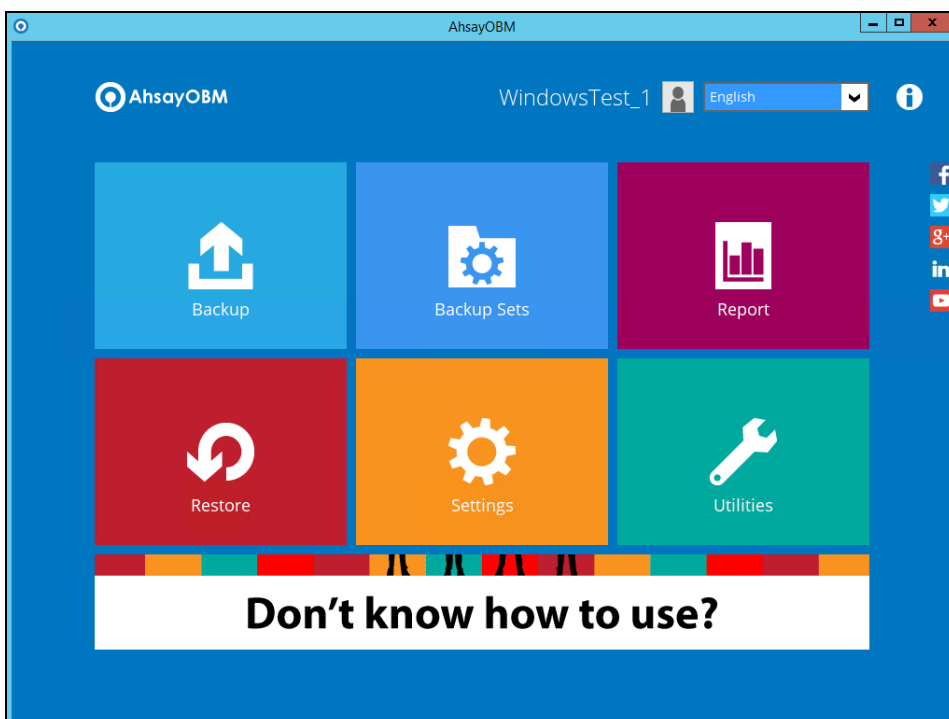 AhsayOBM
AhsayOBM
WindowsTest_1
English
Backup
Backup Sets
Report
Restore
Settings
Utilities
Don't know how to use?